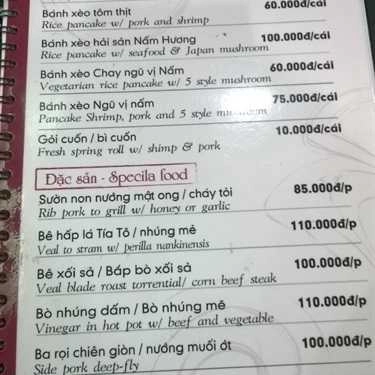 Bánh xèo tôm thịt 60.000đ/cái
Rice pancake w/ pork and shrimp
Bánh xèo hải sản Nấm Hương 100.000đ/cái
Rice pancake w/ seafood & Japan mushroom
Bánh xèo Chay ngũ vị Nấm 60.000đ/cái
Vegetarian rice pancake w/ 5 style mushroom
Bánh xèo Ngũ vị nấm 75.000đ/cái
Pancake Shrimp, pork and 5 style mushroom
Gỏi cuốn / bì cuốn 10.000đ/cái
Fresh spring roll w/ shimp & pork
Đặc sản - Specila food
Sườn non nướng mật ong / cháy tỏi 85.000đ/p
Rib pork to grill w/ honey or garlic
Bê hấp lá Tía Tô / nhúng mẻ 110.000đ/p
Veal to stram w/ perilla nankinensis
Bê xối sả / Bắp bò xối sả 100.000đ/p
Veal blade roast torrential/ corn beef steak
Bò nhúng dấm / Bò nhúng mẻ 110.000đ/p
Vinegar in hot pot w/ beef and vegetable
Ba rọi chiên giòn / nướng muối ớt 100.000đ/p
Side pork deep-fly